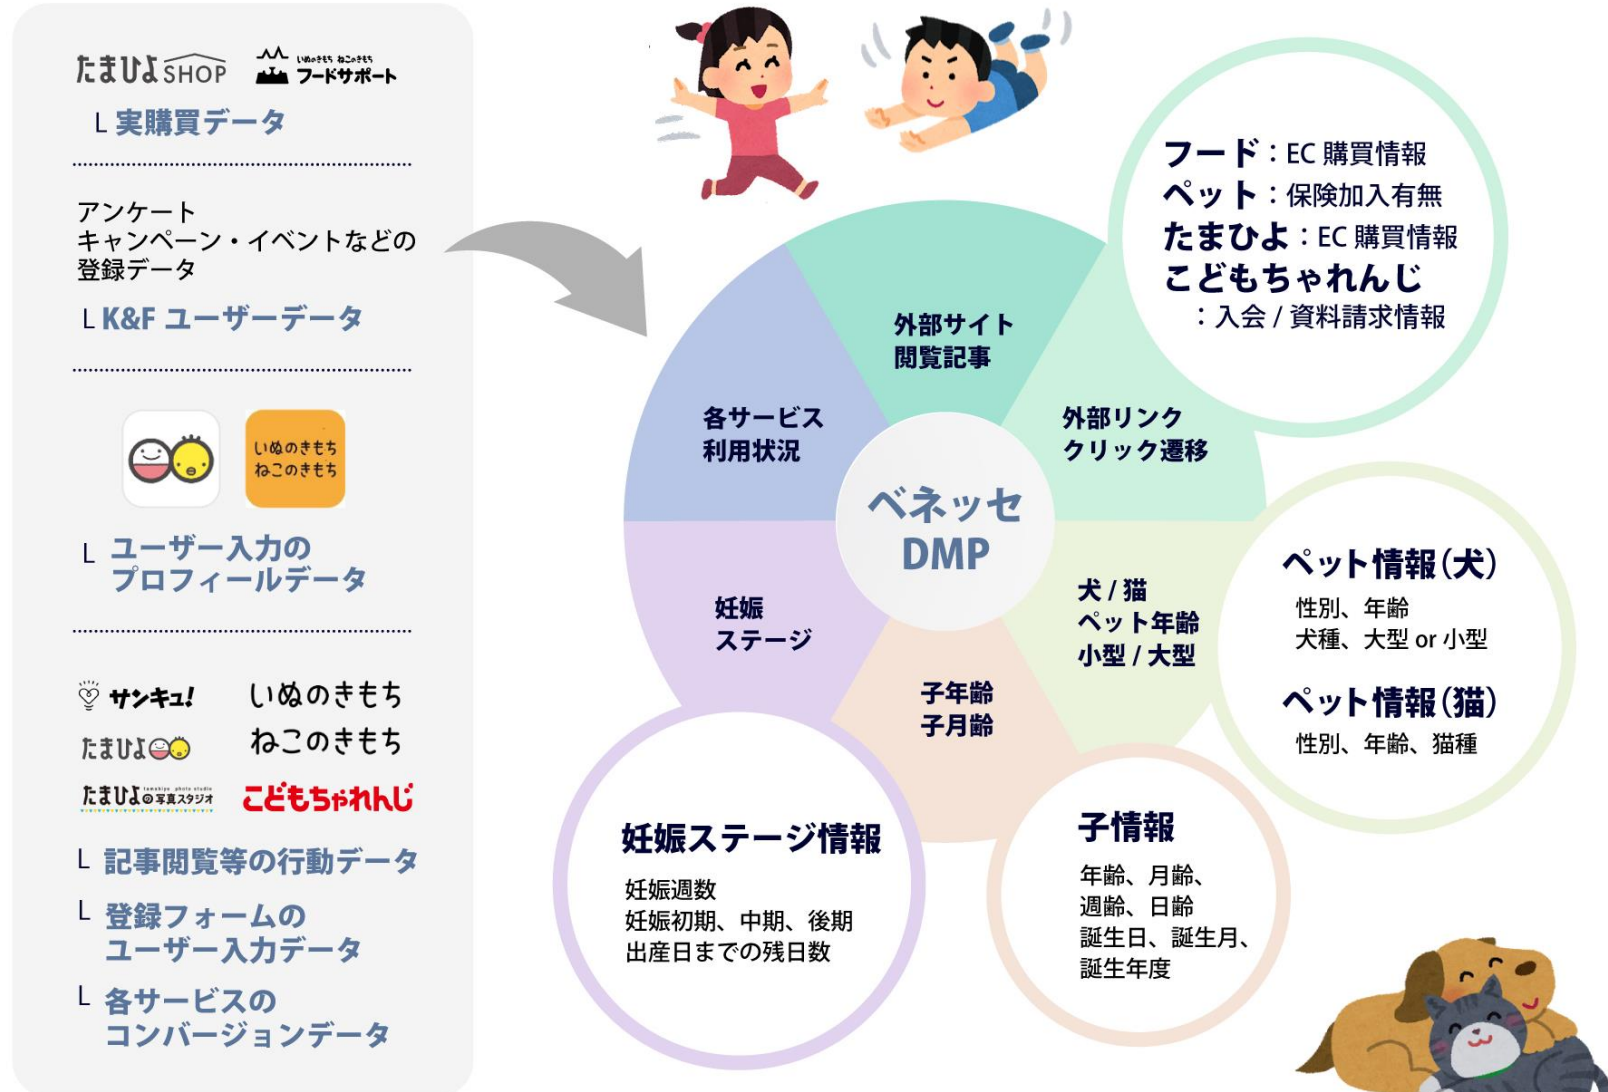 たまひよSHOP
いぬのきもち ねこのきもち
フードサポート
L 実購買データ
アンケート
キャンペーン・イベントなどの
登録データ
L K&F ユーザーデータ
いぬのきもち
ねこのきもち
L ユーザー入力の
プロフィールデータ
サンキュ!
いぬのきもち
たまひよ
ねこのきもち
たまひよの写真スタジオ
tamahiyo photo studio
こどもちゃれんじ
L 記事閲覧等の行動データ
L 登録フォームの
ユーザー入力データ
L 各サービスの
コンバージョンデータ
外部サイト
閲覧記事
各サービス
利用状況
外部リンク
クリック遷移
ベネッセ
DMP
妊娠
ステージ
犬 / 猫
ペット年齢
小型 / 大型
子年齢
子月齢
フード：EC 購買情報
ペット：保険加入有無
たまひよ：EC 購買情報
こどもちゃれんじ
：入会 / 資料請求情報
ペット情報（犬）
性別、年齢
犬種、大型 or 小型
ペット情報（猫）
性別、年齢、猫種
妊娠ステージ情報
妊娠週数
妊娠初期、中期、後期
出産日までの残日数
子情報
年齢、月齢、
週齢、日齢
誕生日、誕生月、
誕生年度